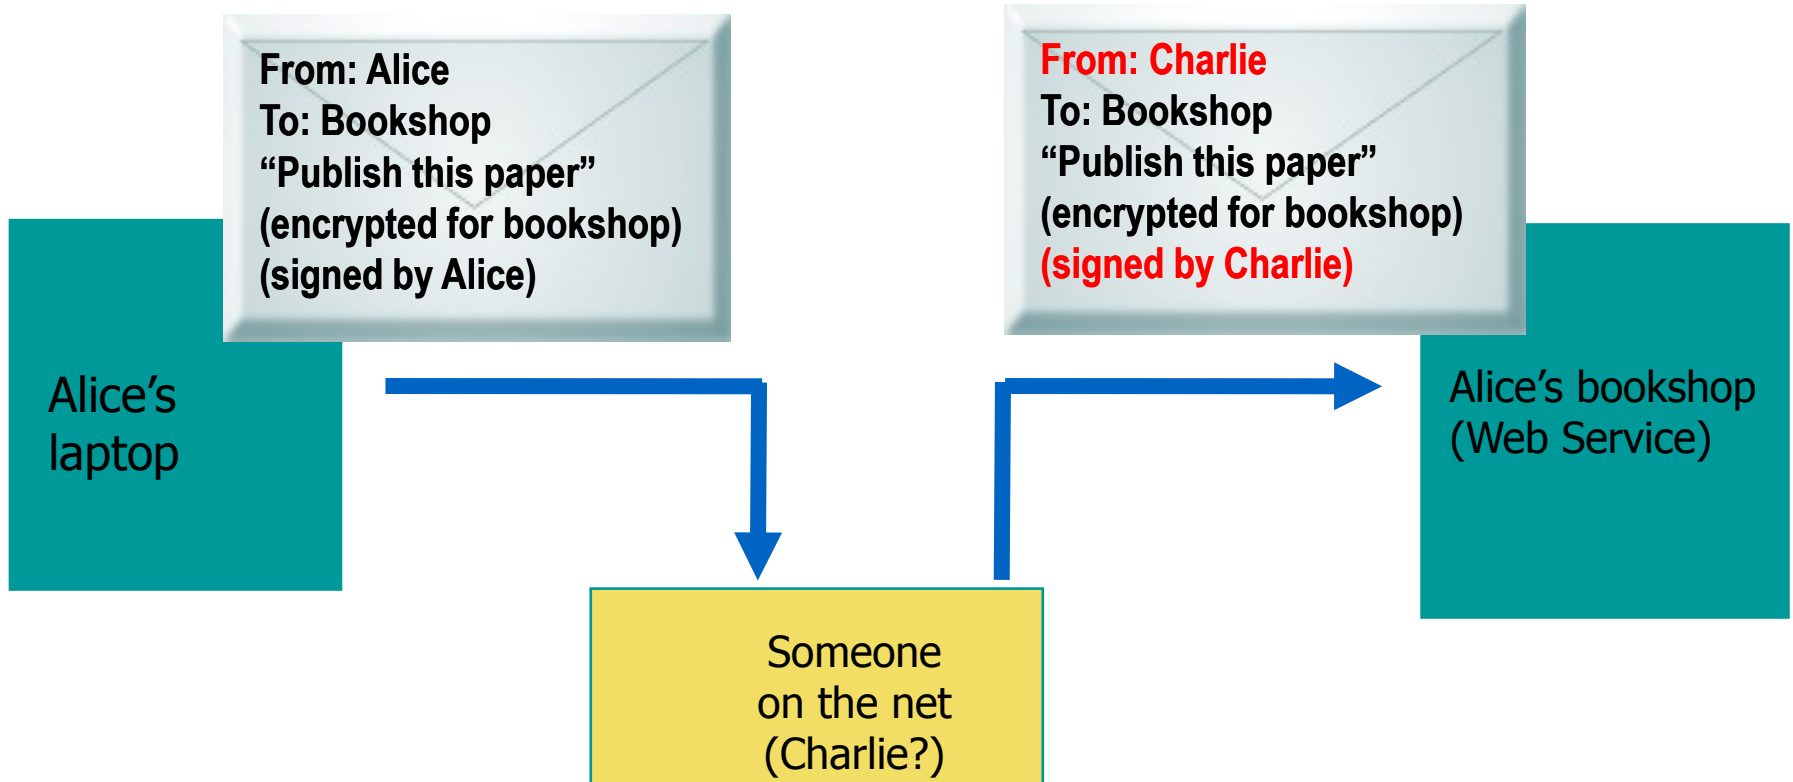 From: Alice
To: Bookshop
“Publish this paper”
(encrypted for bookshop)
(signed by Alice)
From: Charlie
To: Bookshop
“Publish this paper”
(encrypted for bookshop)
(signed by Charlie)
Alice’s
laptop
Alice’s bookshop
(Web Service)
Someone
on the net
(Charlie?)